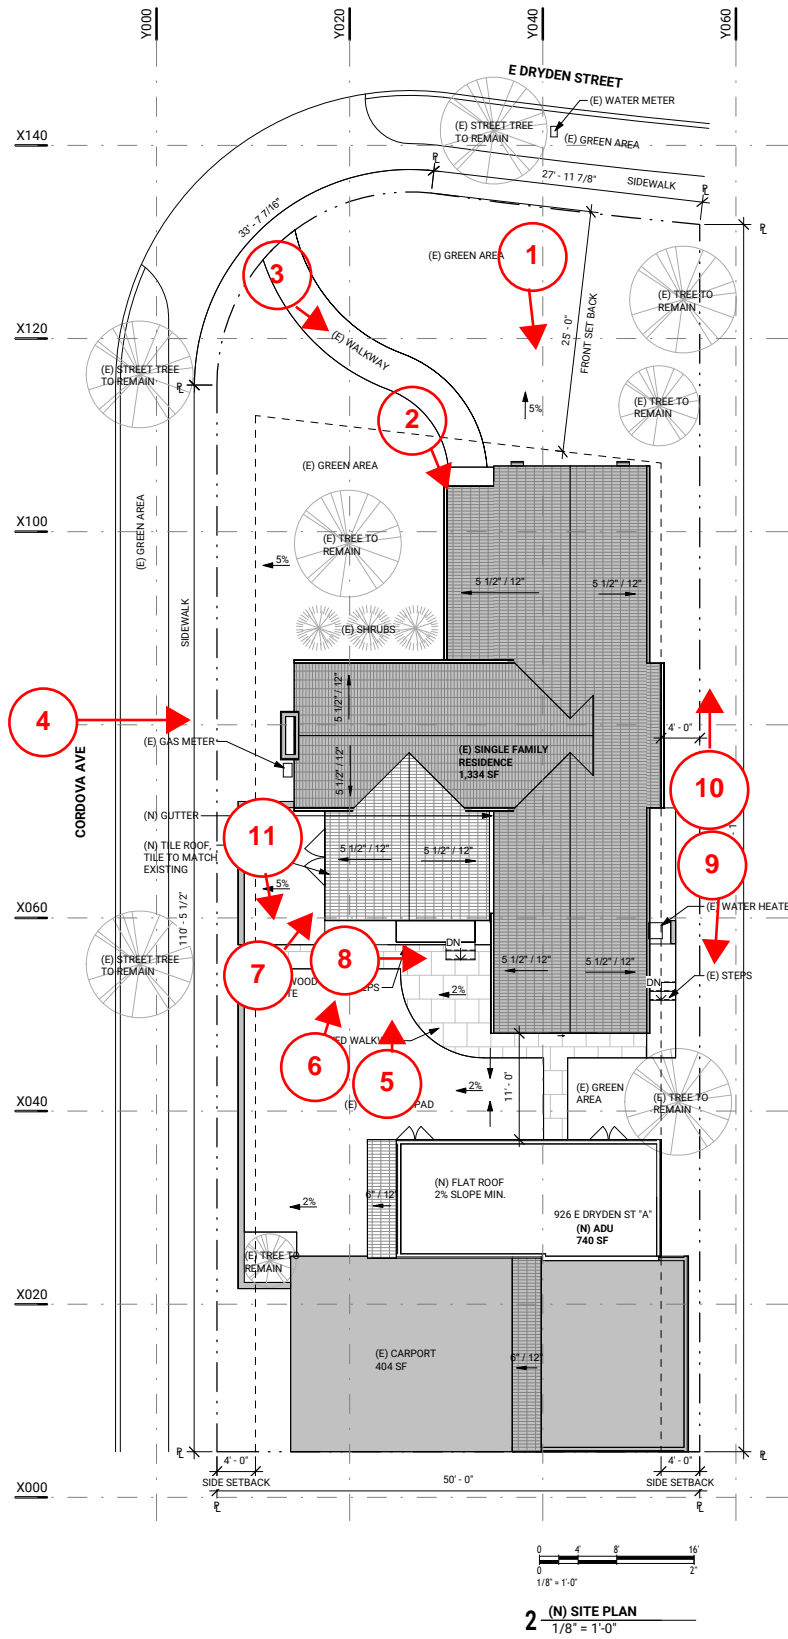 Y000
Y020
Y040
Y060
E DRYDEN STREET
(E) WATER METER
X140
(E) STREET TREE
TO REMAIN
(E) GREEN AREA
27' - 11 7/8"
SIDEWALK
33' - 7 7/16"
(E) GREEN AREA
1
3
(E) TREE TO
REMAIN
25' - 0"
FRONT SET BACK
X120
(E) WALKWAY
(E) STREET TREE
TO REMAIN
5%
(E) TREE TO
REMAIN
2
(E) GREEN AREA
X100
(E) GREEN AREA
(E) TREE TO
REMAIN
5%
5 1/2" / 12"
5 1/2" / 12"
SIDEWALK
(E) SHRUBS
5 1/2" / 12"
4
4' - 0"
(E) GAS METER
(E) SINGLE FAMILY
RESIDENCE
1,334 SF
5 1/2" / 12"
CORDOVA AVE
10
(N) GUTTER
11
(N) TILE ROOF,
TILE TO MATCH
EXISTING
5 1/2" / 12"
5 1/2" / 12"
9
5%
X060
110' - 5 1/2"
(E) WATER HEATE
DN
(E) STREET TREE
TO REMAIN
7
8
5 1/2" / 12"
5 1/2" / 12"
(E) STEPS
DN
WOOD
2%
6
5
11' - 0"
2%
(E)
PAD
(E) GREEN
AREA
(E) TREE TO
REMAIN
X040
(N) FLAT ROOF
2% SLOPE MIN.
6" / 12"
2%
926 E DRYDEN ST "A"
(N) ADU
740 SF
(E) TREE TO
REMAIN
X020
(E) CARPORT
404 SF
6" / 12"
4' - 0"
4' - 0"
SIDE SETBACK
50' - 0"
SIDE SETBACK
X000
0 4' 8' 16'
0 2"
1/8" = 1'-0"
2 (N) SITE PLAN
1/8" = 1'-0"